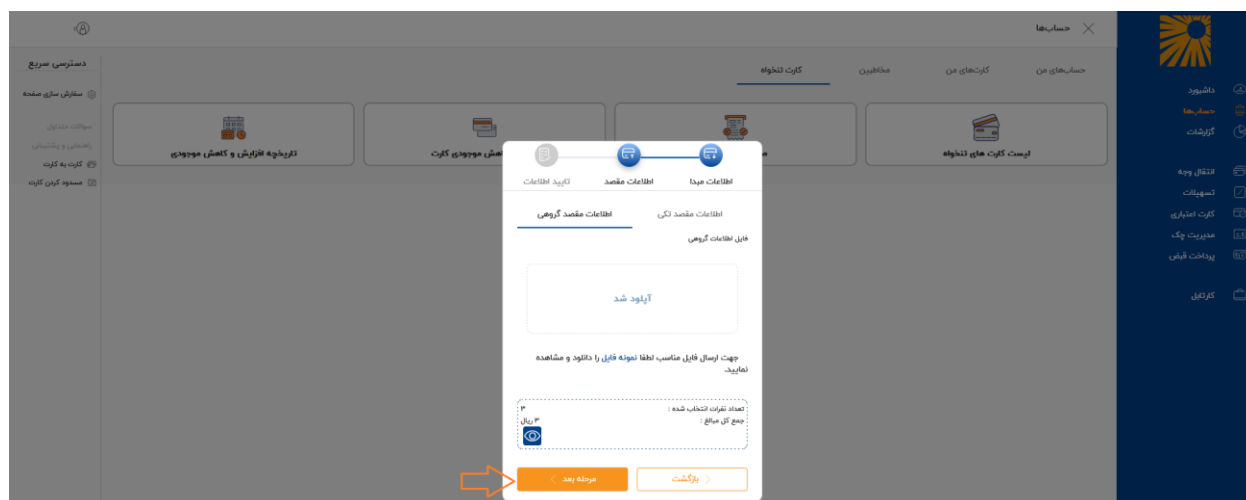 حساب‌ها
داشبورد
حساب‌ها
گزارشات
انتقال وجه
تسهیلات
کارت اعتباری
مدیریت چک
پرداخت قبض
کارتابل
حساب‌های من
کارت‌های من
مخاطبین
کارت تنخواه
لیست کارت های تنخواه
اهش موجودی کارت
تاریخچه افزایش و کاهش موجودی
دسترسی سریع
سفارش سازی صفحه
سوالات متداول
راهنمایی و پشتیبانی
کارت به کارت
مسدود کردن کارت
اطلاعات مبدا
اطلاعات مقصد
تایید اطلاعات
اطلاعات مقصد تکی
اطلاعات مقصد گروهی
فایل اطلاعات گروهی
آپلود شد
جهت ارسال فایل مناسب لطفا نمونه فایل را دانلود و مشاهده
نمایید.
تعداد نفرات انتخاب شده : ۳
جمع کل مبالغ : ۳ ریال
بازگشت
مرحله بعد